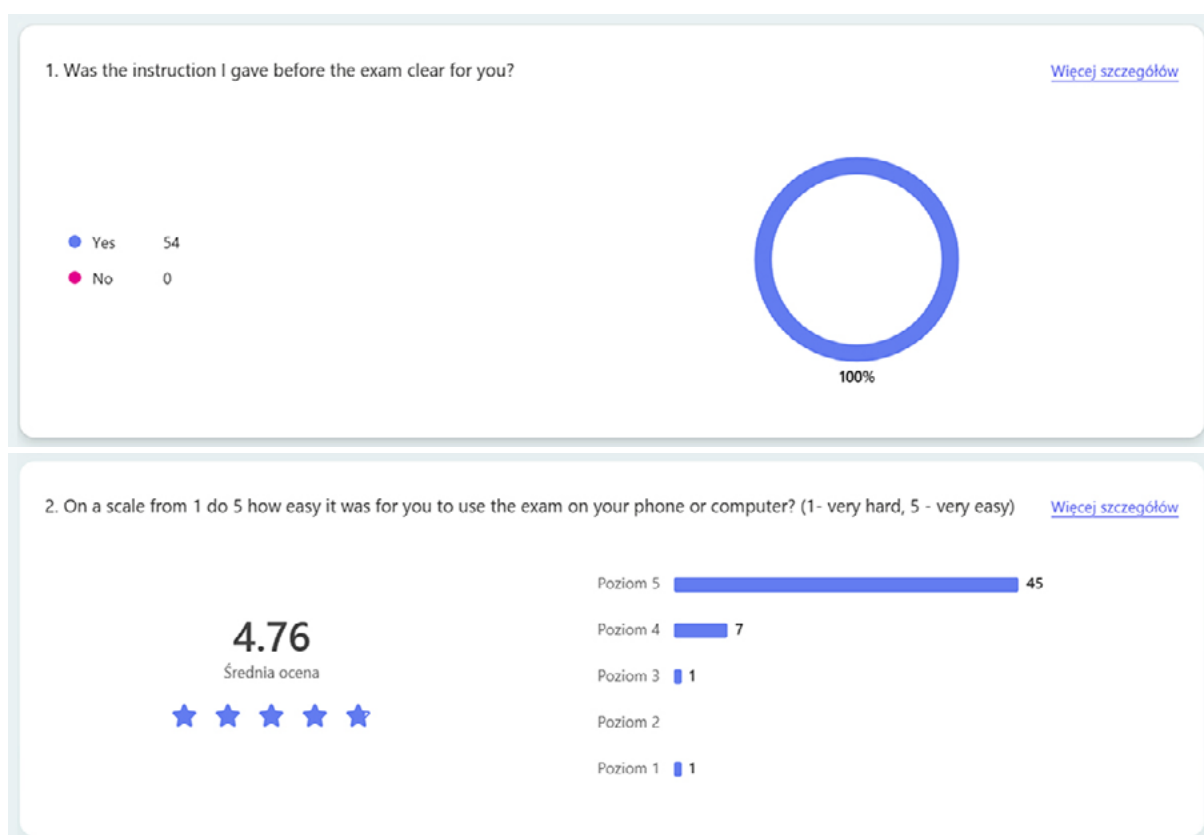 1. Was the instruction I gave before the exam clear for you?
Więcej szczegółów
Yes 54
No 0
100%
2. On a scale from 1 do 5 how easy it was for you to use the exam on your phone or computer? (1- very hard, 5 - very easy)
Więcej szczegółów
4.76
Średnia ocena
Poziom 5 45
Poziom 4 7
Poziom 3 1
Poziom 2
Poziom 1 1